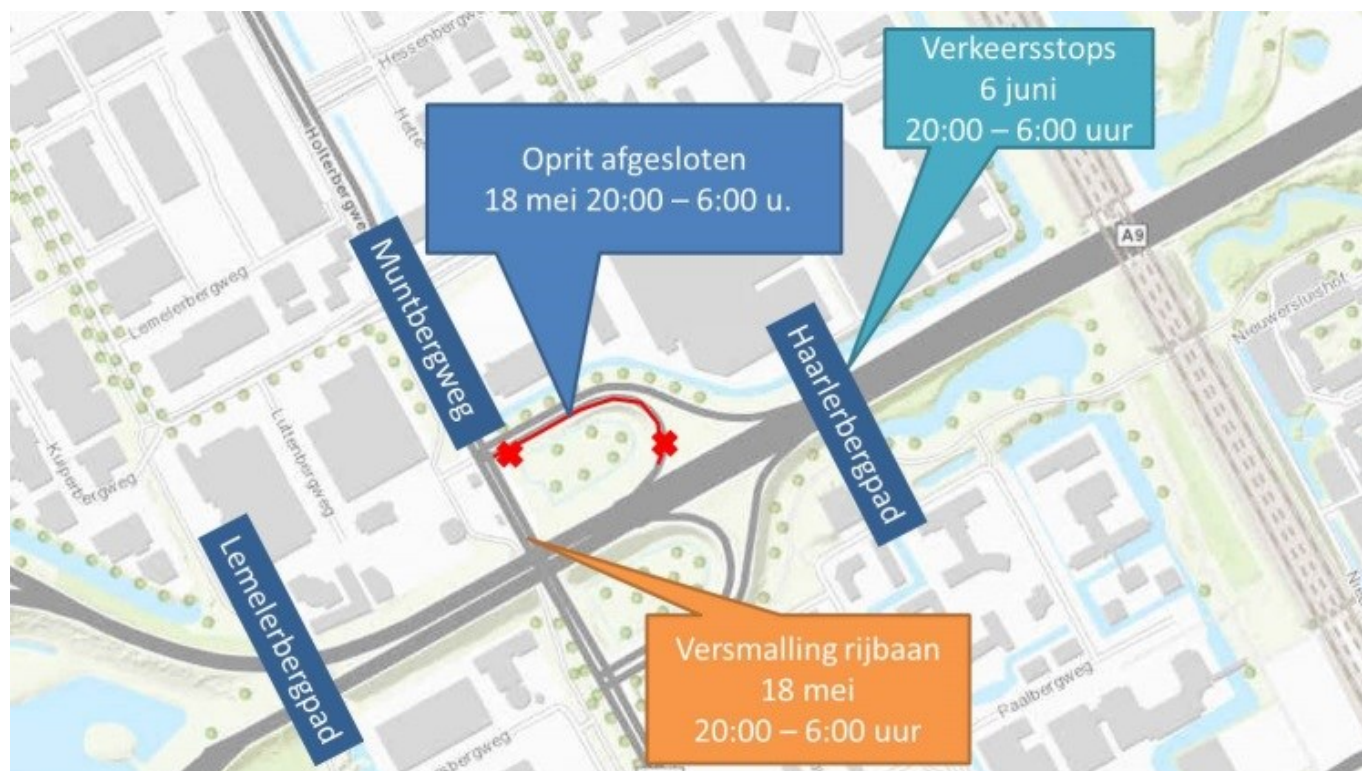 Verkeersstops
6 juni
20:00 – 6:00 uur
Oprit afgesloten
18 mei 20:00 – 6:00 u.
Hessenbergweg
Holterbergweg
A9
Muntbergweg
Lemelerbergweg
Haarlerbergpad
Nieuwersluishof
Luttenbergweg
Kuiperbergweg
Lemelerbergpad
Versmalling rijbaan
18 mei
20:00 – 6:00 uur
Paalbergweg